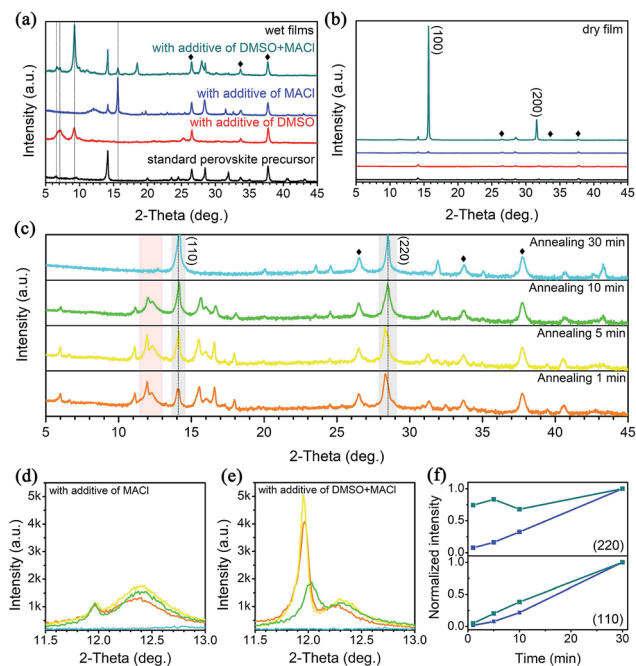 (a)
wet films
with additive of DMSO+MACl
with additive of MACl
with additive of DMSO
standard perovskite precursor
Intensity (a.u.)
5 10 15 20 25 30 35 40 45
2-Theta (deg.)
(b)
dry film
(100)
(200)
Intensity (a.u.)
5 10 15 20 25 30 35 40 45
2-Theta (deg.)
(c)
(110)
(220)
Annealing 30 min
Annealing 10 min
Annealing 5 min
Annealing 1 min
Intensity (a.u.)
5 10 15 20 25 30 35 40 45
2-Theta (deg.)
(d)
with additive of MACl
5k
4k
3k
2k
1k
Intensity (a.u.)
11.5 12.0 12.5 13.0
2-Theta (deg.)
(e)
with additive of DMSO+MACl
5k
4k
3k
2k
1k
Intensity (a.u.)
11.5 12.0 12.5 13.0
2-Theta (deg.)
(f)
1.0
0.5
0.0
(220)
1.0
0.5
0.0
(110)
Normalized intensity
0 10 20 30
Time (min)